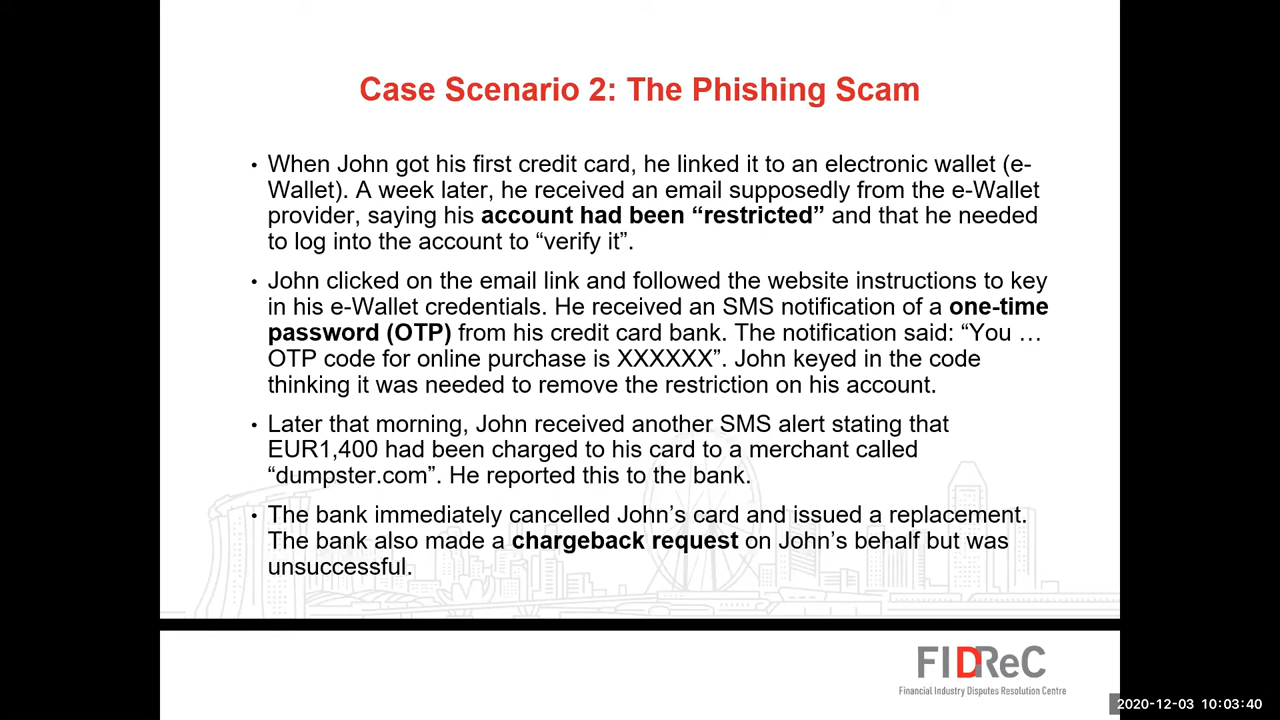 Case Scenario 2: The Phishing Scam
• When John got his first credit card, he linked it to an electronic wallet (e-
Wallet). A week later, he received an email supposedly from the e-Wallet
provider, saying his account had been “restricted” and that he needed
to log into the account to “verify it”.
• John clicked on the email link and followed the website instructions to key
in his e-Wallet credentials. He received an SMS notification of a one-time
password (OTP) from his credit card bank. The notification said: “You …
OTP code for online purchase is XXXXXX”. John keyed in the code
thinking it was needed to remove the restriction on his account.
• Later that morning, John received another SMS alert stating that
EUR1,400 had been charged to his card to a merchant called
“dumpster.com”. He reported this to the bank.
• The bank immediately cancelled John’s card and issued a replacement.
The bank also made a chargeback request on John’s behalf but was
unsuccessful.
FIDReC
Financial Industry Disputes Resolution Centre
2020-12-03 10:03:40